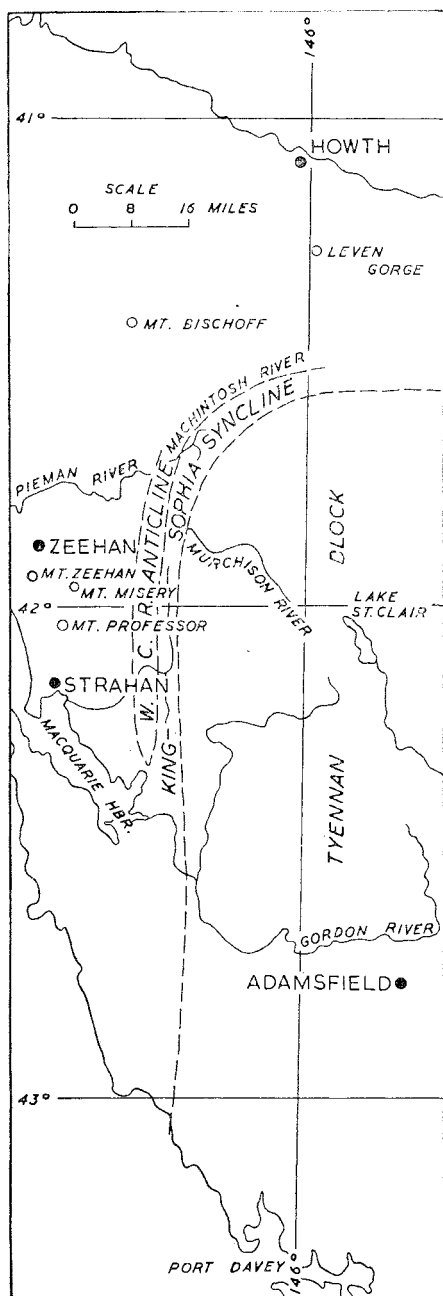 146°
41°
HOWTH
SCALE
0 8 16 MILES
LEVEN
GORGE
MT. BISCHOFF
MACHINTOSH RIVER
SOPHIA SYNCLINE
W. C. R. ANTICLINE
PIEMAN RIVER
ZEEHAN
MT. ZEEHAN
MT. MISERY
MURCHISON RIVER
DLOCK
LAKE
ST. CLAIR
42°
MT. PROFESSOR
STRAHAN
KING
MACQUARIE HBR.
TYENNAN
GORDON RIVER
ADAMSFIELD
43°
PORT DAVEY
146°